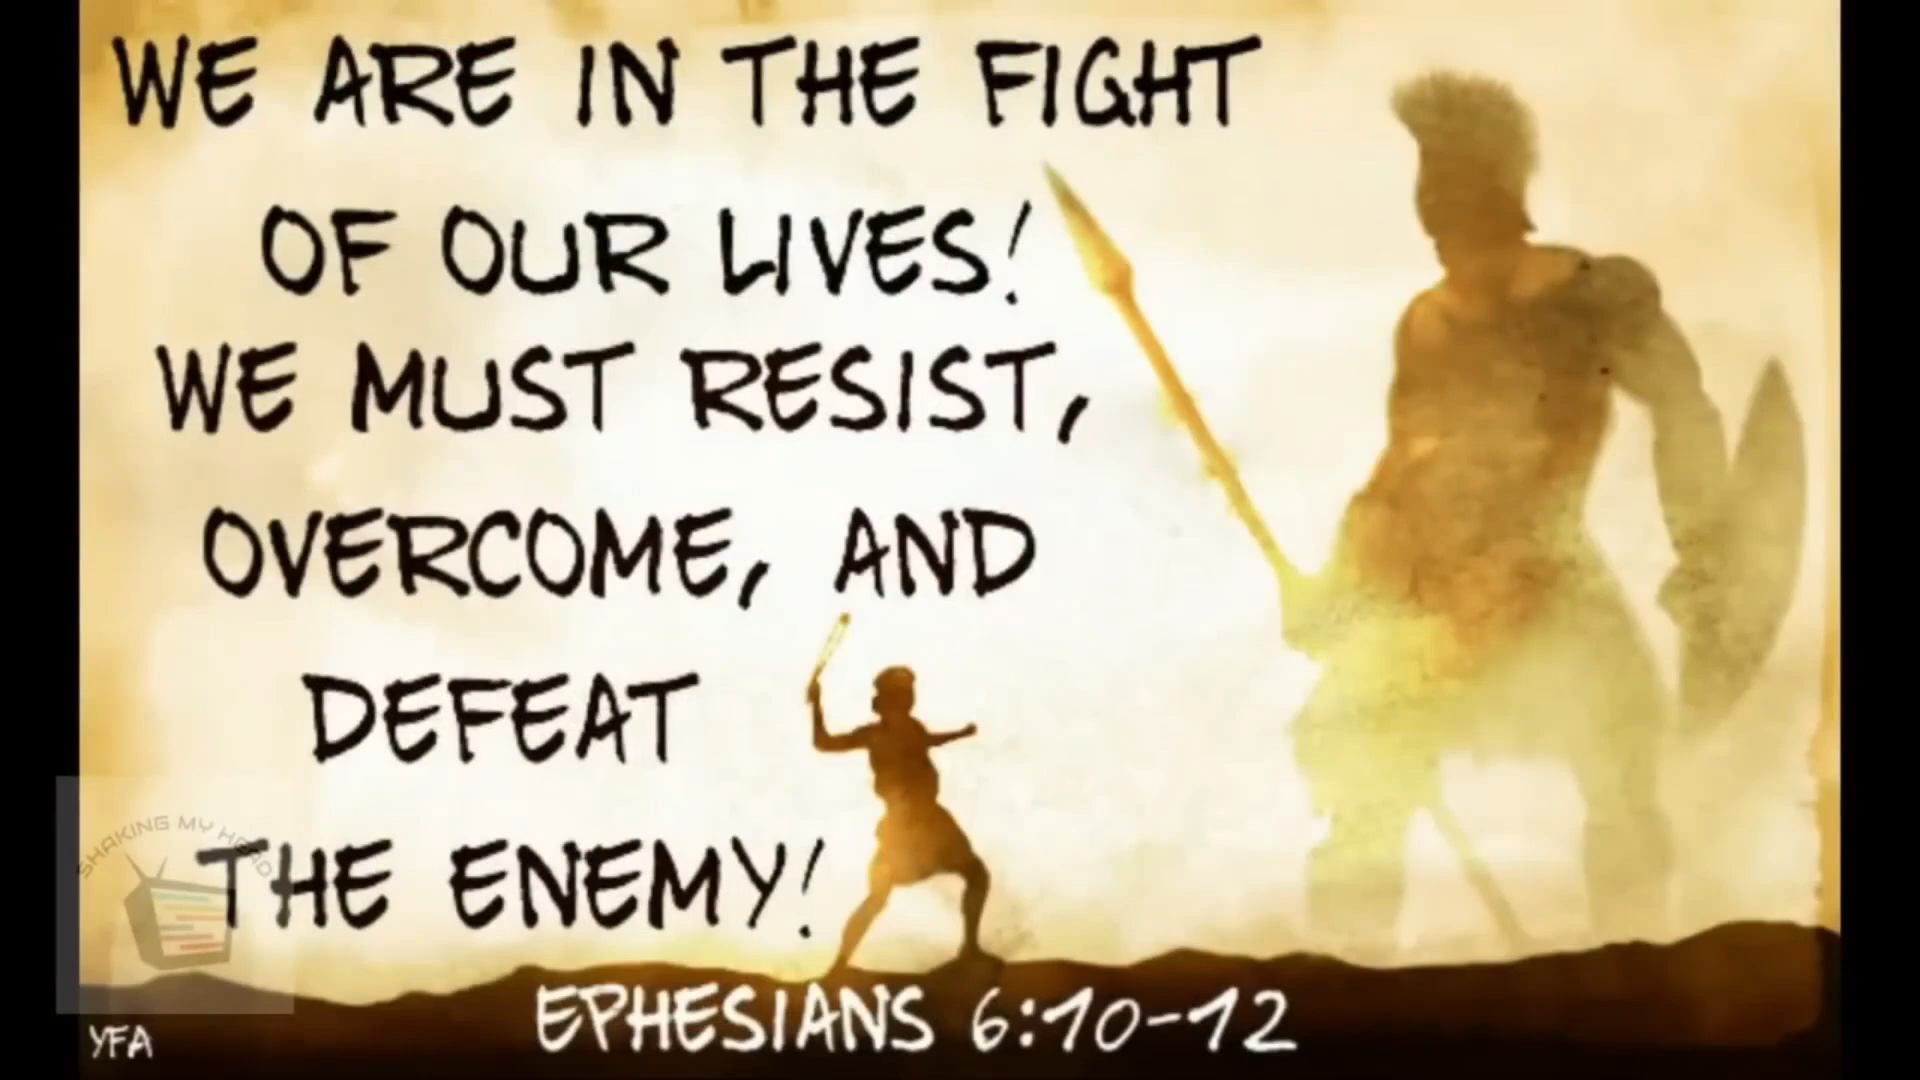 WE ARE IN THE FIGHT
OF OUR LIVES!
WE MUST RESIST,
OVERCOME, AND
DEFEAT
THE ENEMY!
SHAKING MY HEAD
EPHESIANS 6:10-12
YFA